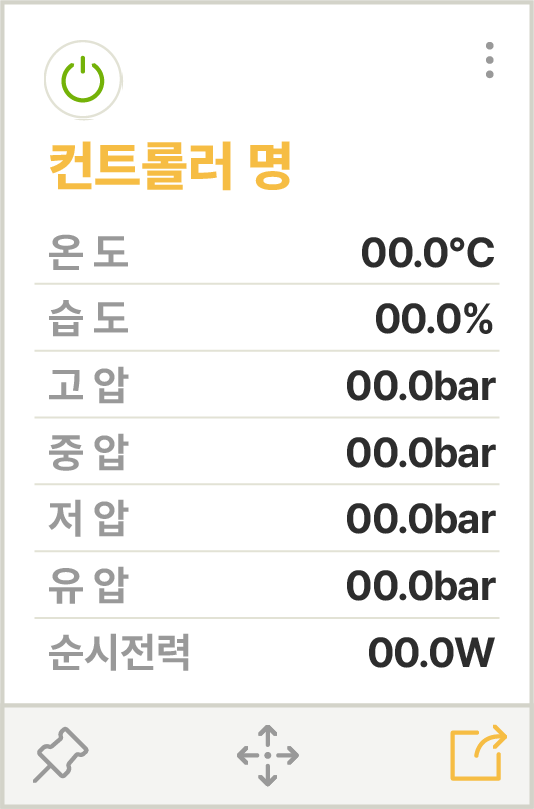 컨트롤러 명
온 도 00.0°C
습 도 00.0%
고 압 00.0bar
중 압 00.0bar
저 압 00.0bar
유 압 00.0bar
순시전력 00.0W